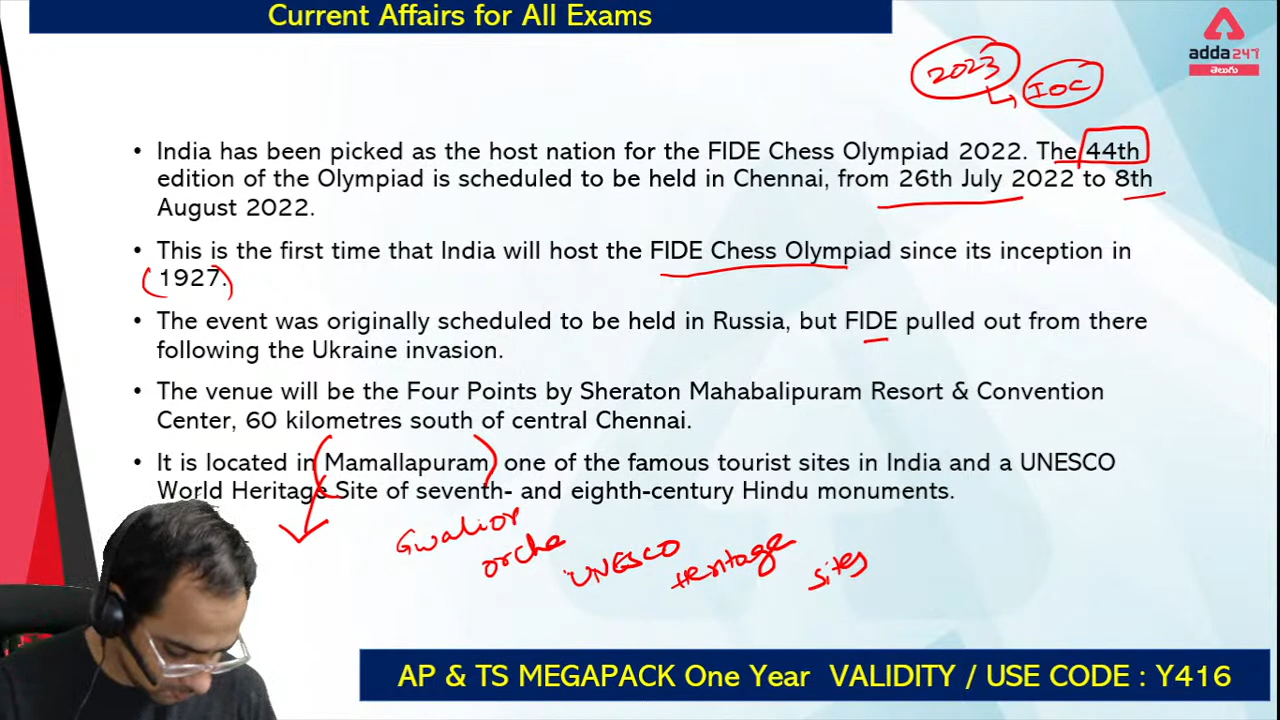 Current Affairs for All Exams
adda247
తెలుగు
2023
IOC
• India has been picked as the host nation for the FIDE Chess Olympiad 2022. The 44th
edition of the Olympiad is scheduled to be held in Chennai, from 26th July 2022 to 8th
August 2022.
• This is the first time that India will host the FIDE Chess Olympiad since its inception in
1927.
• The event was originally scheduled to be held in Russia, but FIDE pulled out from there
following the Ukraine invasion.
• The venue will be the Four Points by Sheraton Mahabalipuram Resort & Convention
Center, 60 kilometres south of central Chennai.
• It is located in Mamallapuram, one of the famous tourist sites in India and a UNESCO
World Heritage Site of seventh- and eighth-century Hindu monuments.
Gwalior
orcha
UNESCO Heritage sites
AP & TS MEGAPACK One Year VALIDITY / USE CODE : Y416